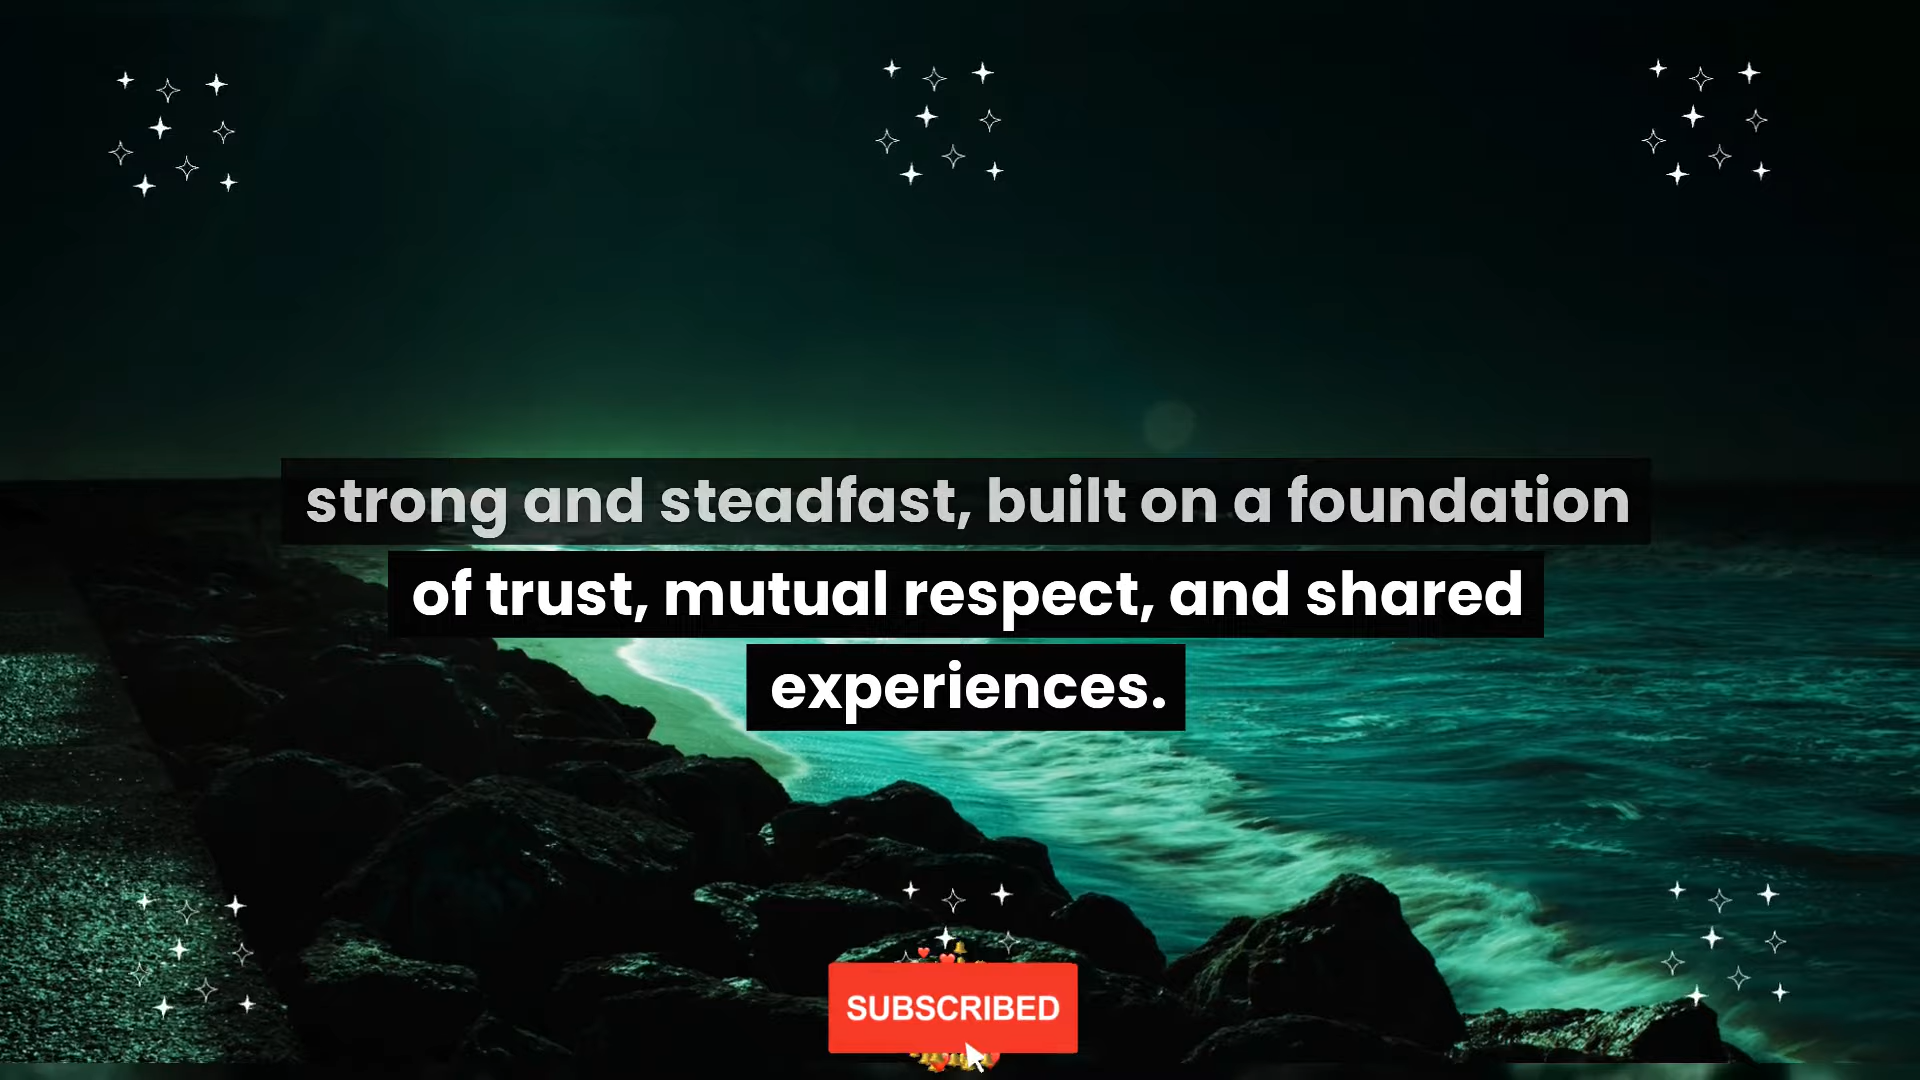 strong and steadfast, built on a foundation
of trust, mutual respect, and shared
experiences.
SUBSCRIBED